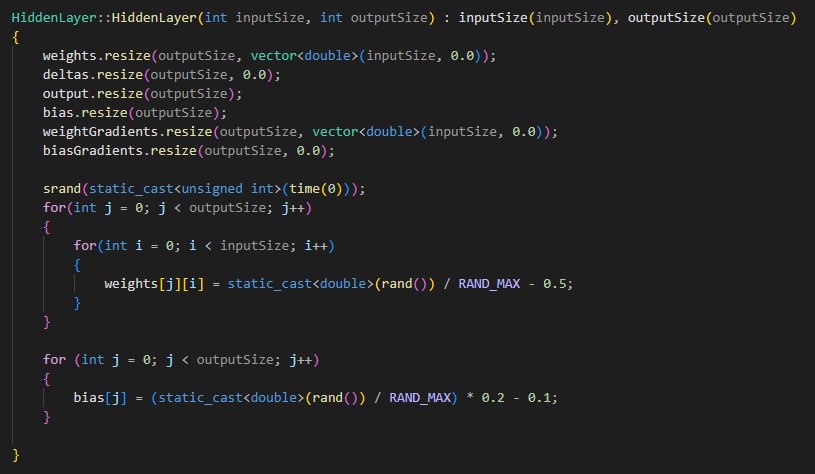 HiddenLayer::HiddenLayer(int inputSize, int outputSize) : inputSize(inputSize), outputSize(outputSize)
{
    weights.resize(outputSize, vector<double>(inputSize, 0.0));
    deltas.resize(outputSize, 0.0);
    output.resize(outputSize);
    bias.resize(outputSize);
    weightGradients.resize(outputSize, vector<double>(inputSize, 0.0));
    biasGradients.resize(outputSize, 0.0);

    srand(static_cast<unsigned int>(time(0)));
    for(int j = 0; j < outputSize; j++)
    {
        for(int i = 0; i < inputSize; i++)
        {
            weights[j][i] = static_cast<double>(rand()) / RAND_MAX - 0.5;
        }
    }

    for (int j = 0; j < outputSize; j++)
    {
        bias[j] = (static_cast<double>(rand()) / RAND_MAX) * 0.2 - 0.1;
    }

}